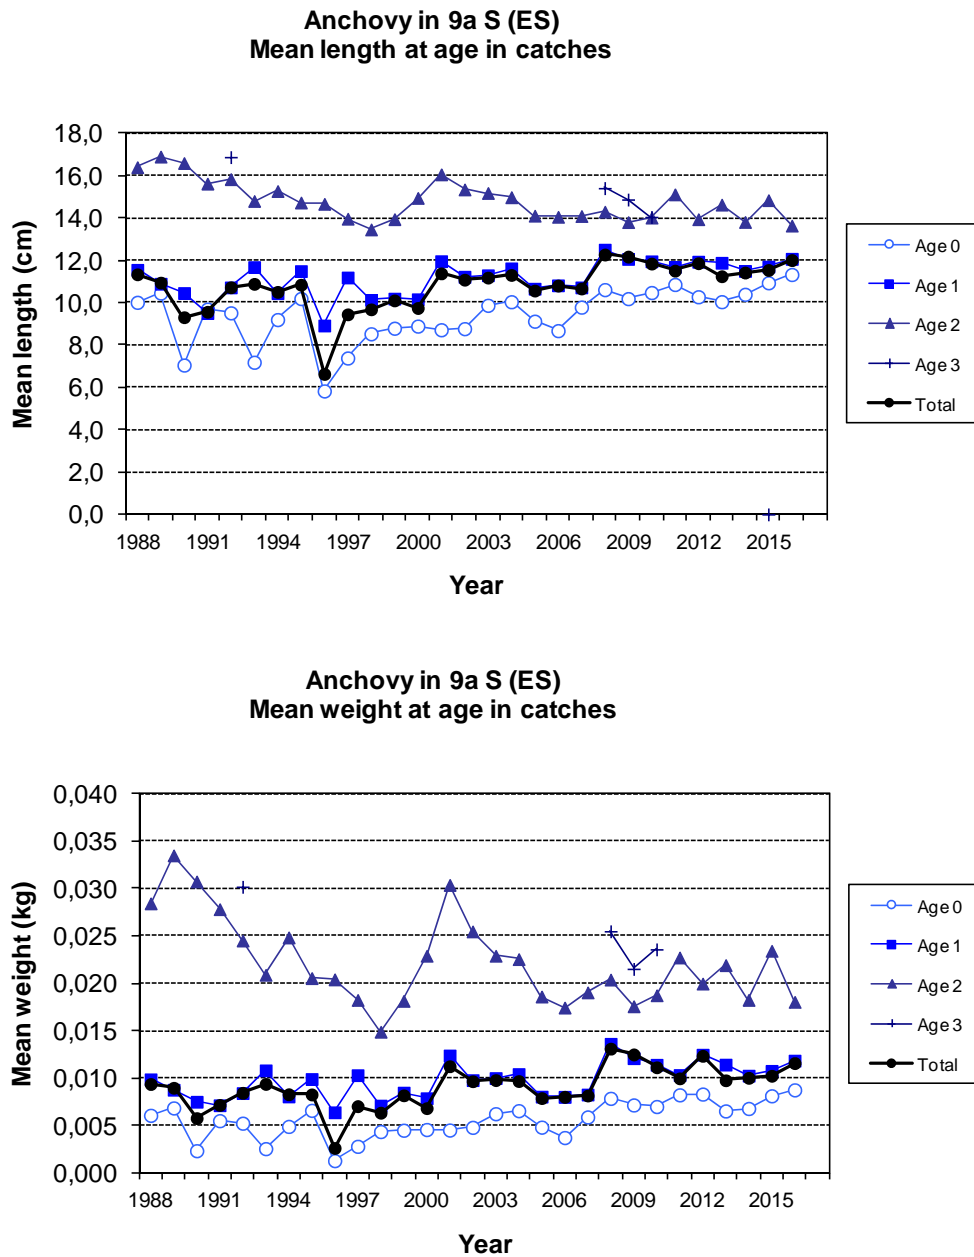 Anchovy in 9a S (ES)
Mean length at age in catches
18,0
16,0
14,0
12,0
10,0
8,0
6,0
4,0
2,0
0,0
Mean length (cm)
1988 1991 1994 1997 2000 2003 2006 2009 2012 2015
Year
Age 0
Age 1
Age 2
Age 3
Total
Anchovy in 9a S (ES)
Mean weight at age in catches
0,040
0,035
0,030
0,025
0,020
0,015
0,010
0,005
0,000
Mean weight (kg)
1988 1991 1994 1997 2000 2003 2006 2009 2012 2015
Year
Age 0
Age 1
Age 2
Age 3
Total